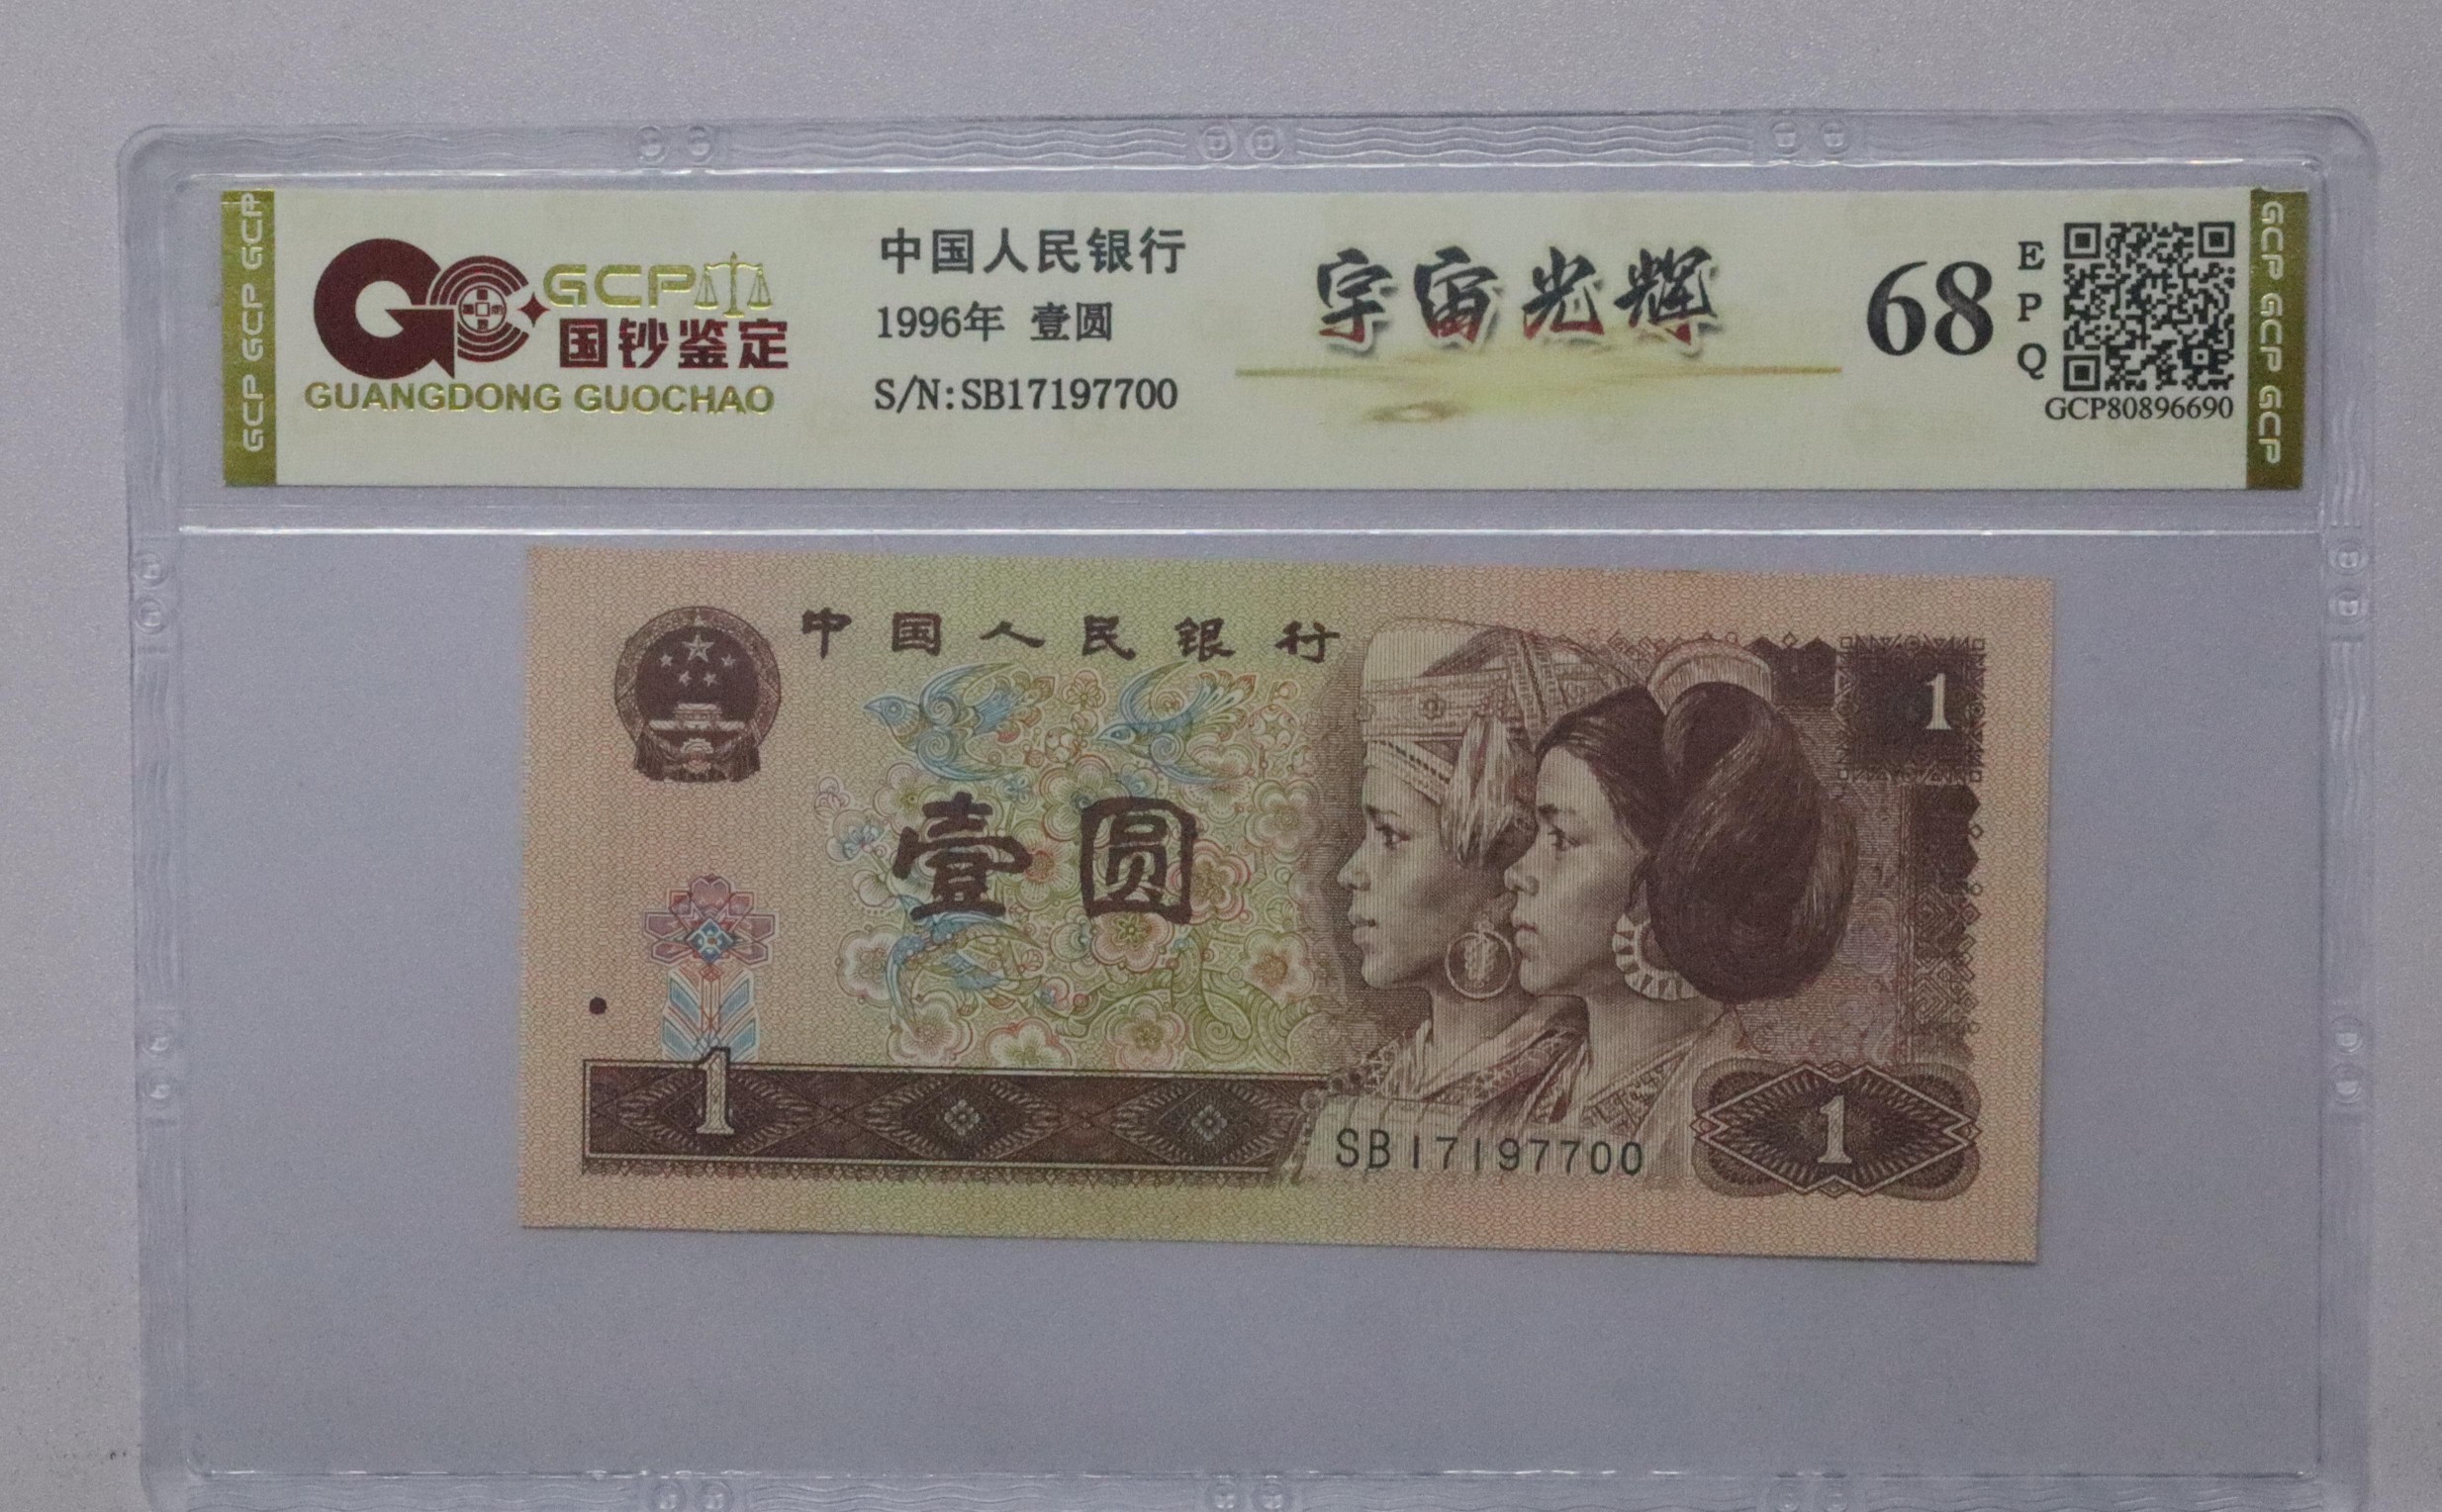 GCP GCP GCP
GCP
国钞鉴定
GUANGDONG GUOCHAO
中国人民银行
1996年 壹圆
S/N:SB17197700
宇宙光辉
68
E
P
Q
GCP80896690
GCP GCP GCP
中国人民银行
1
壹圆
1
SB17197700
1